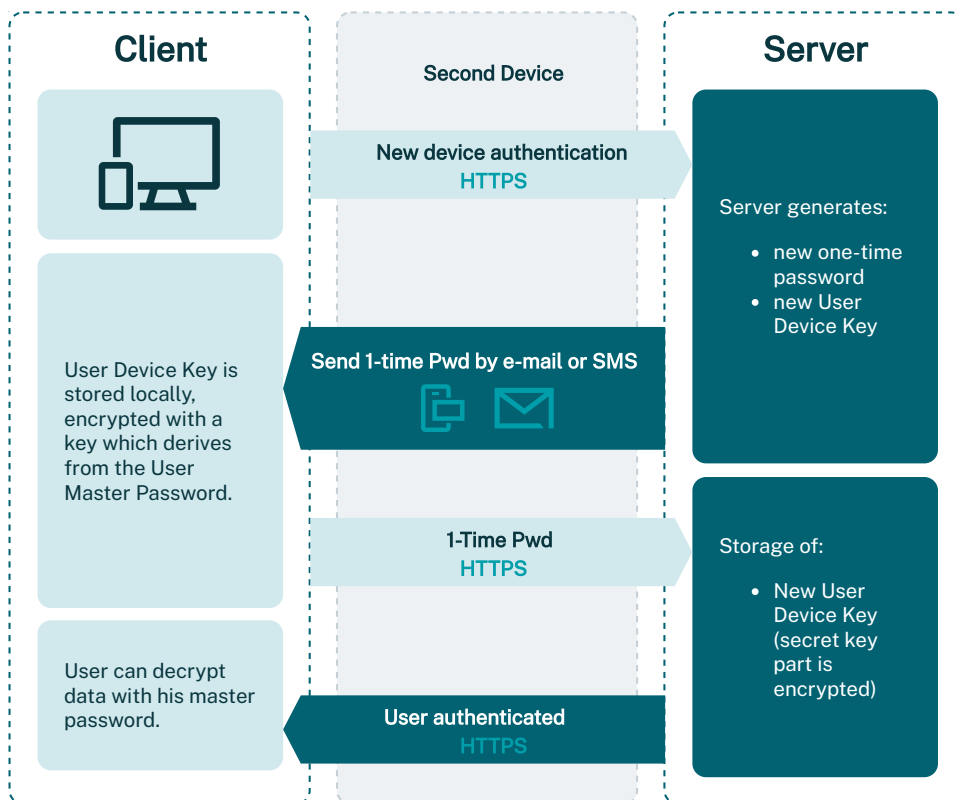 Client
Second Device
Server
New device authentication
HTTPS
Server generates:
• new one-time
password
• new User
Device Key
Send 1-time Pwd by e-mail or SMS
User Device Key is
stored locally,
encrypted with a
key which derives
from the User
Master Password.
1-Time Pwd
HTTPS
Storage of:
• New User
Device Key
(secret key
part is
encrypted)
User can decrypt
data with his master
password.
User authenticated
HTTPS